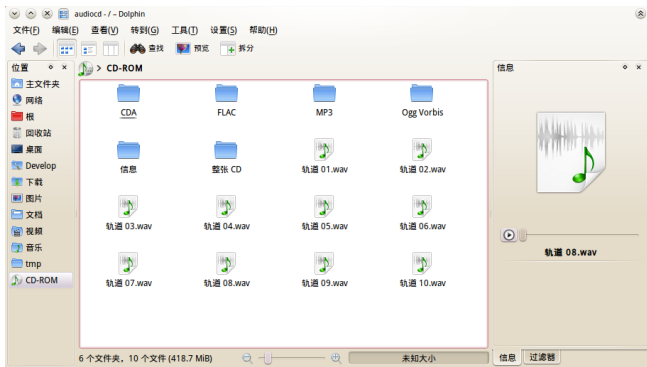 audiocd - / - Dolphin
文件(F) 编辑(E) 查看(V) 转到(G) 工具(T) 设置(S) 帮助(H)
查找 预览 拆分
位置
主文件夹
网络
根
回收站
桌面
Develop
下载
图片
文档
视频
音乐
tmp
CD-ROM
> CD-ROM
CDA FLAC MP3 Ogg Vorbis
信息 整张 CD 轨道 01.wav 轨道 02.wav
轨道 03.wav 轨道 04.wav 轨道 05.wav 轨道 06.wav
轨道 07.wav 轨道 08.wav 轨道 09.wav 轨道 10.wav
6 个文件夹，10 个文件 (418.7 MiB) 未知大小
信息
轨道 08.wav
信息 过滤器